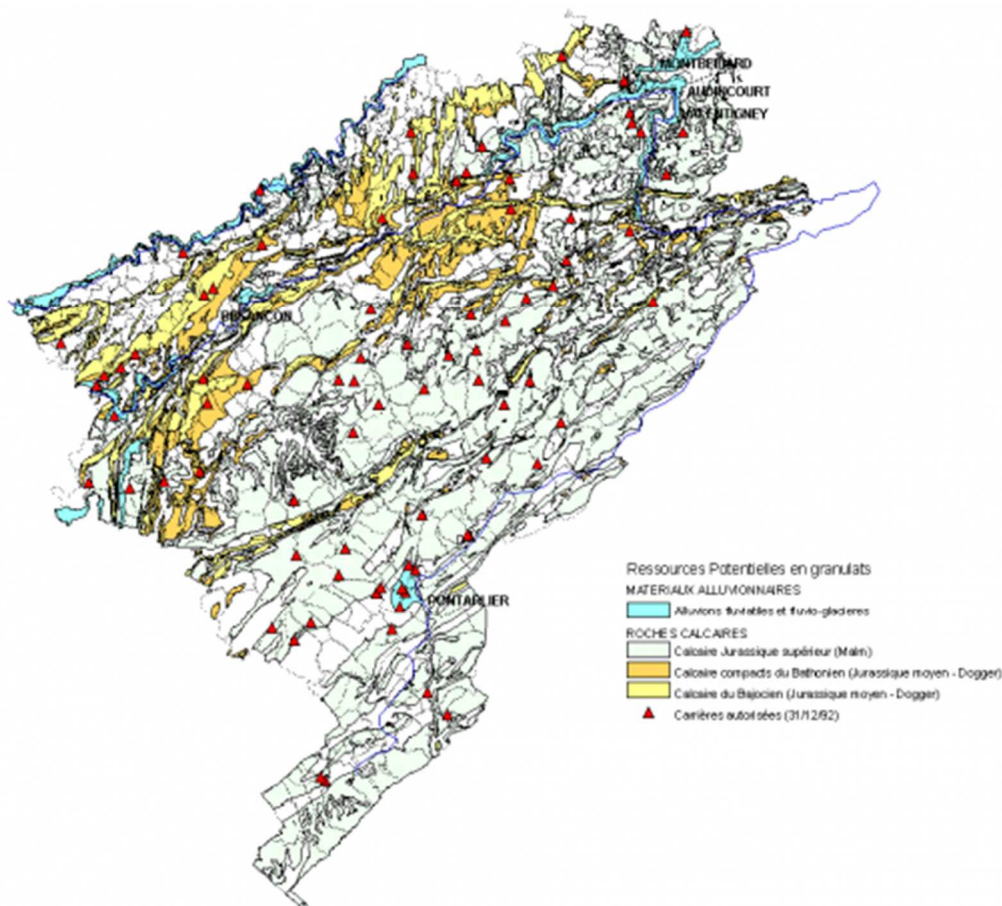 MONTBELIARD
AUDINCOURT
VALENTIGNEY
BESANCON
PONTARLIER
Ressources Potentielles en granulats
MATERIAUX ALLUVIONNAIRES
Alluvions fluviables et fluvio-glacieres
ROCHES CALCAIRES
Calcaire Jurassique supérieur (Malm)
Calcaire compacts du Bathonien (Jurassique moyen - Dogger)
Calcaire du Bajocien (Jurassique moyen - Dogger)
Carrières autorisées (31/12/92)